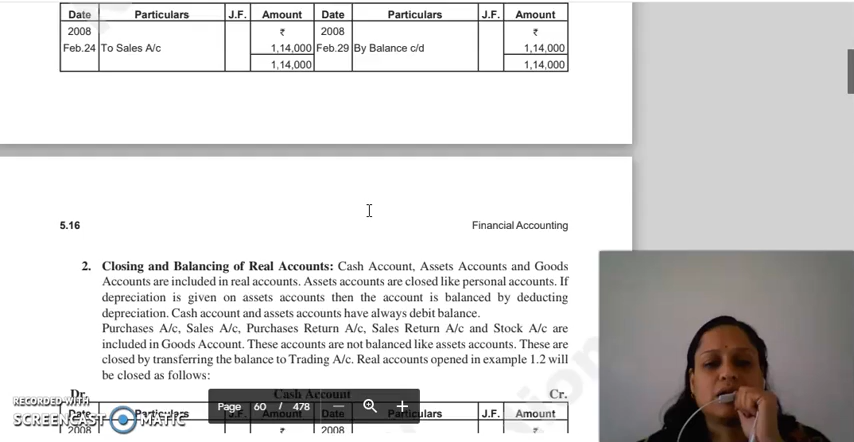 Date Particulars J.F. Amount Date Particulars J.F. Amount
2008 ₹ 2008 ₹
Feb.24 To Sales A/c 1,14,000 Feb.29 By Balance c/d 1,14,000
1,14,000 1,14,000
5.16 Financial Accounting
2. Closing and Balancing of Real Accounts: Cash Account, Assets Accounts and Goods
Accounts are included in real accounts. Assets accounts are closed like personal accounts. If
depreciation is given on assets accounts then the account is balanced by deducting
depreciation. Cash account and assets accounts have always debit balance.
Purchases A/c, Sales A/c, Purchases Return A/c, Sales Return A/c and Stock A/c are
included in Goods Account. These accounts are not balanced like assets accounts. These are
closed by transferring the balance to Trading A/c. Real accounts opened in example 1.2 will
be closed as follows:
Dr. Cash Account Cr.
Date Particulars J.F. Amount Date Particulars J.F. Amount
2008 ₹ 2008 ₹
Page 60 / 478
RECORDED WITH
SCREENCAST MATIC